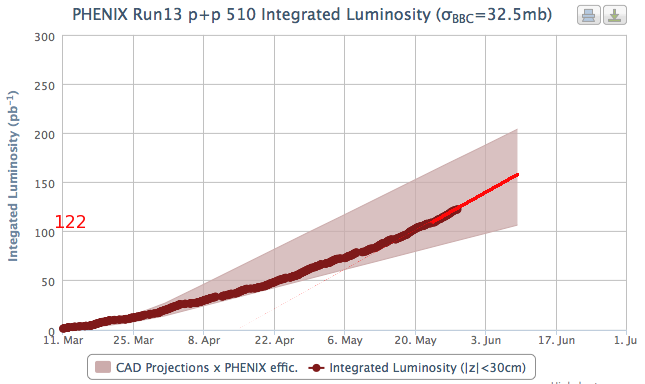 PHENIX Run13 p+p 510 Integrated Luminosity (σBBC=32.5mb)
Integrated Luminosity (pb⁻¹)
300
250
200
150
122
100
50
0
11. Mar 25. Mar 8. Apr 22. Apr 6. May 20. May 3. Jun 17. Jun 1. Ju
CAD Projections x PHENIX effic. Integrated Luminosity (|z|<30cm)